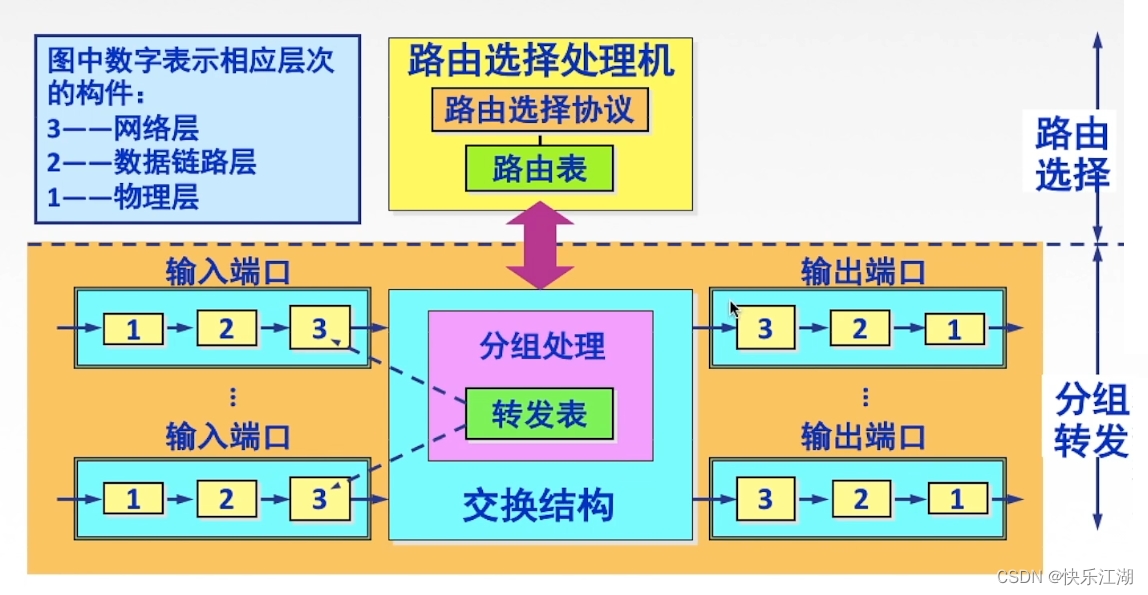 图中数字表示相应层次
的构件：
3——网络层
2——数据链路层
1——物理层
路由选择处理机
路由选择协议
路由表
路由
选择
输入端口
1
2
3
⋮
输入端口
1
2
3
分组处理
转发表
交换结构
输出端口
3
2
1
⋮
输出端口
3
2
1
分组
转发
CSDN @快乐江湖